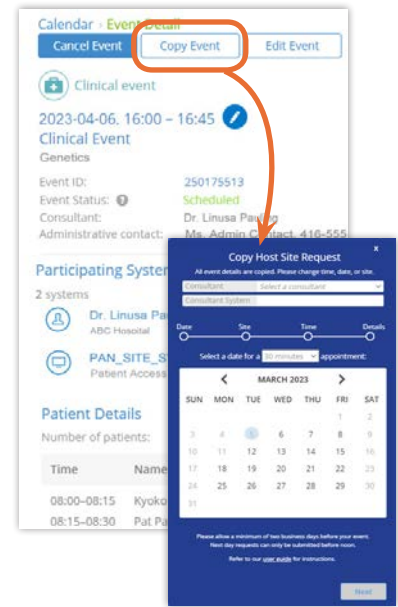 Calendar › Event Detail
Cancel Event Copy Event Edit Event
Clinical event
2023-04-06, 16:00 – 16:45
Clinical Event
Genetics
Event ID: 250175513
Event Status: Scheduled
Consultant: Dr. Linusa Pauling
Administrative contact: Ms. Admin Contact, 416-555
Participating System
2 systems
Dr. Linusa Pau
ABC Hospital
PAN_SITE_S
Patient Access
Patient Details
Number of patients:
Time Name
08:00–08:15 Kyoko
08:15–08:30 Pat Pa
x
Copy Host Site Request
All event details are copied. Please change time, date, or site.
Consultant Select a consultant
Consultant System
Date Site Time Details
Select a date for a 30 minutes appointment:
MARCH 2023
SUN MON TUE WED THU FRI SAT
1 2
3 4 5 6 7 8 9
10 11 12 13 14 15 16
17 18 19 20 21 22 23
24 25 26 27 28 29 30
31
Please allow a minimum of two business days before your event.
Next day requests can only be submitted before noon.
Refer to our user guide for instructions.
Next